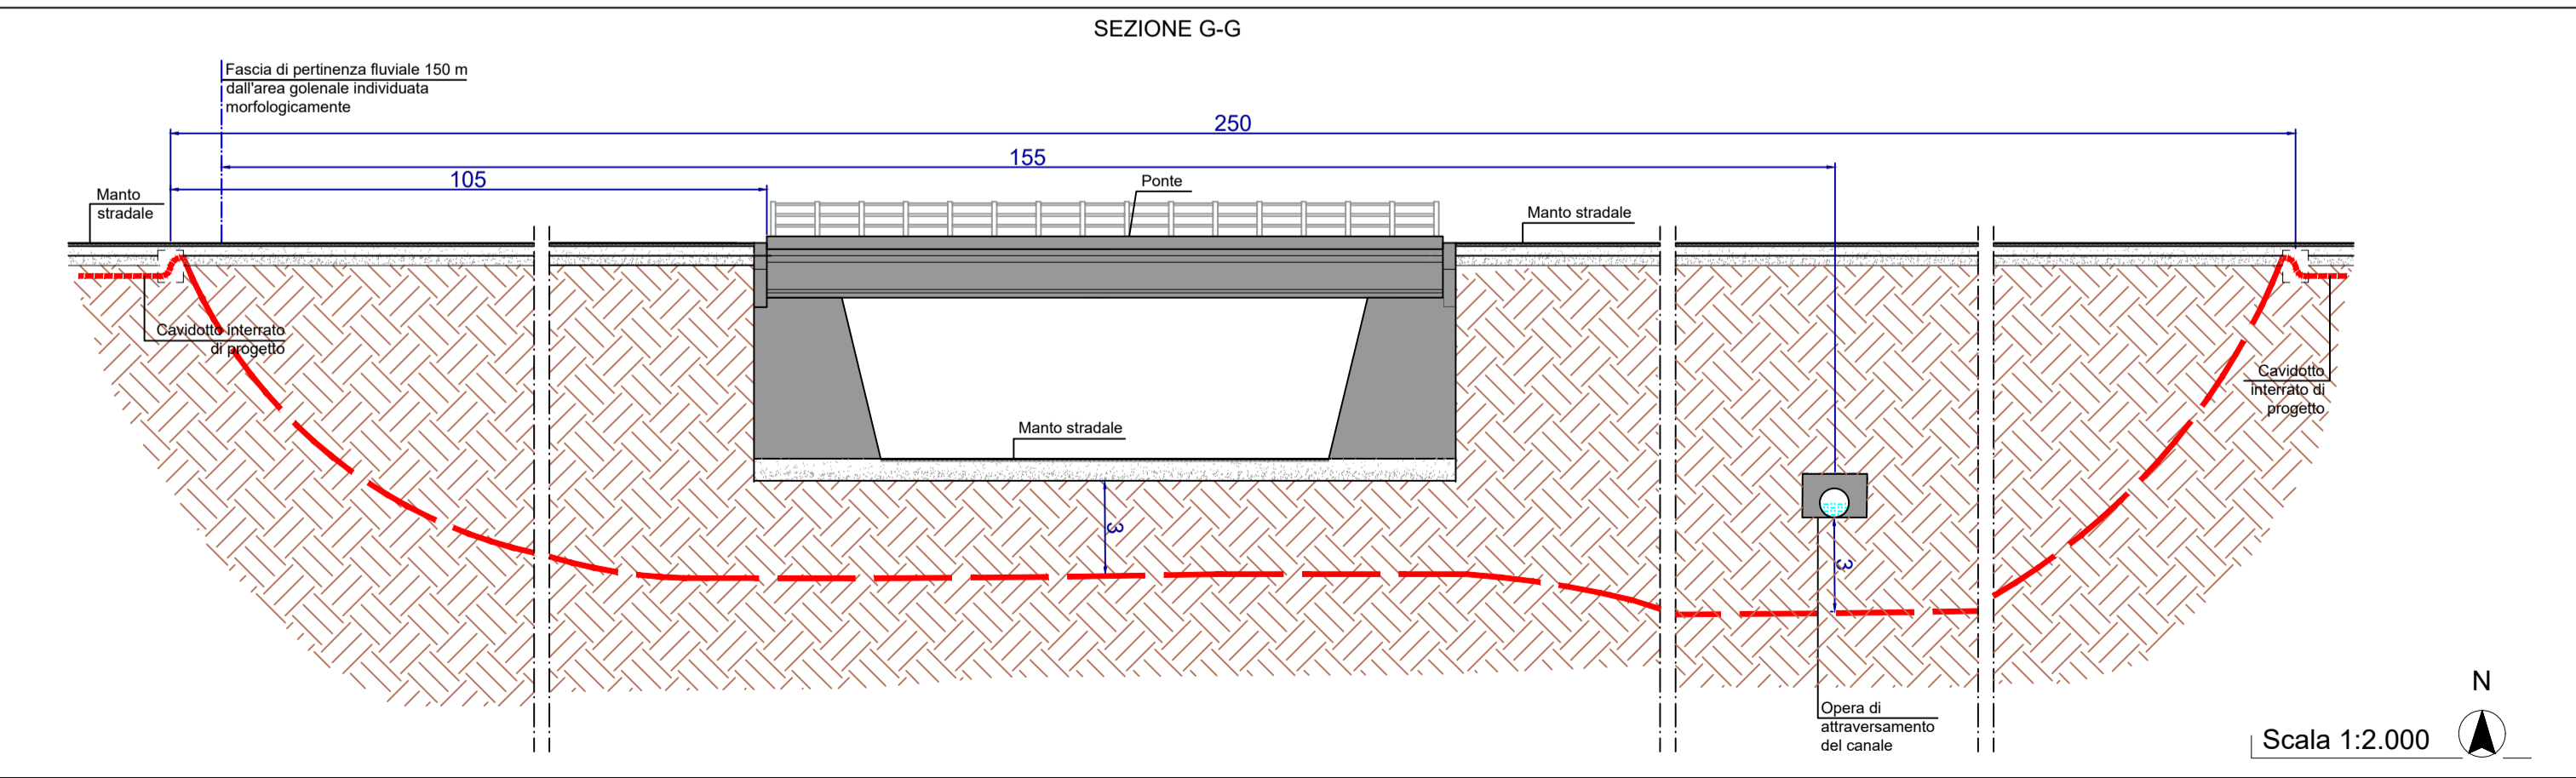 SEZIONE G-G
Fascia di pertinenza fluviale 150 m
dall'area golenale individuata
morfologicamente
250
155
105
Manto
stradale
Ponte
Manto stradale
Cavidotto interrato
di progetto
Manto stradale
3
3
Cavidotto
interrato di
progetto
Opera di
attraversamento
del canale
N
Scala 1:2.000